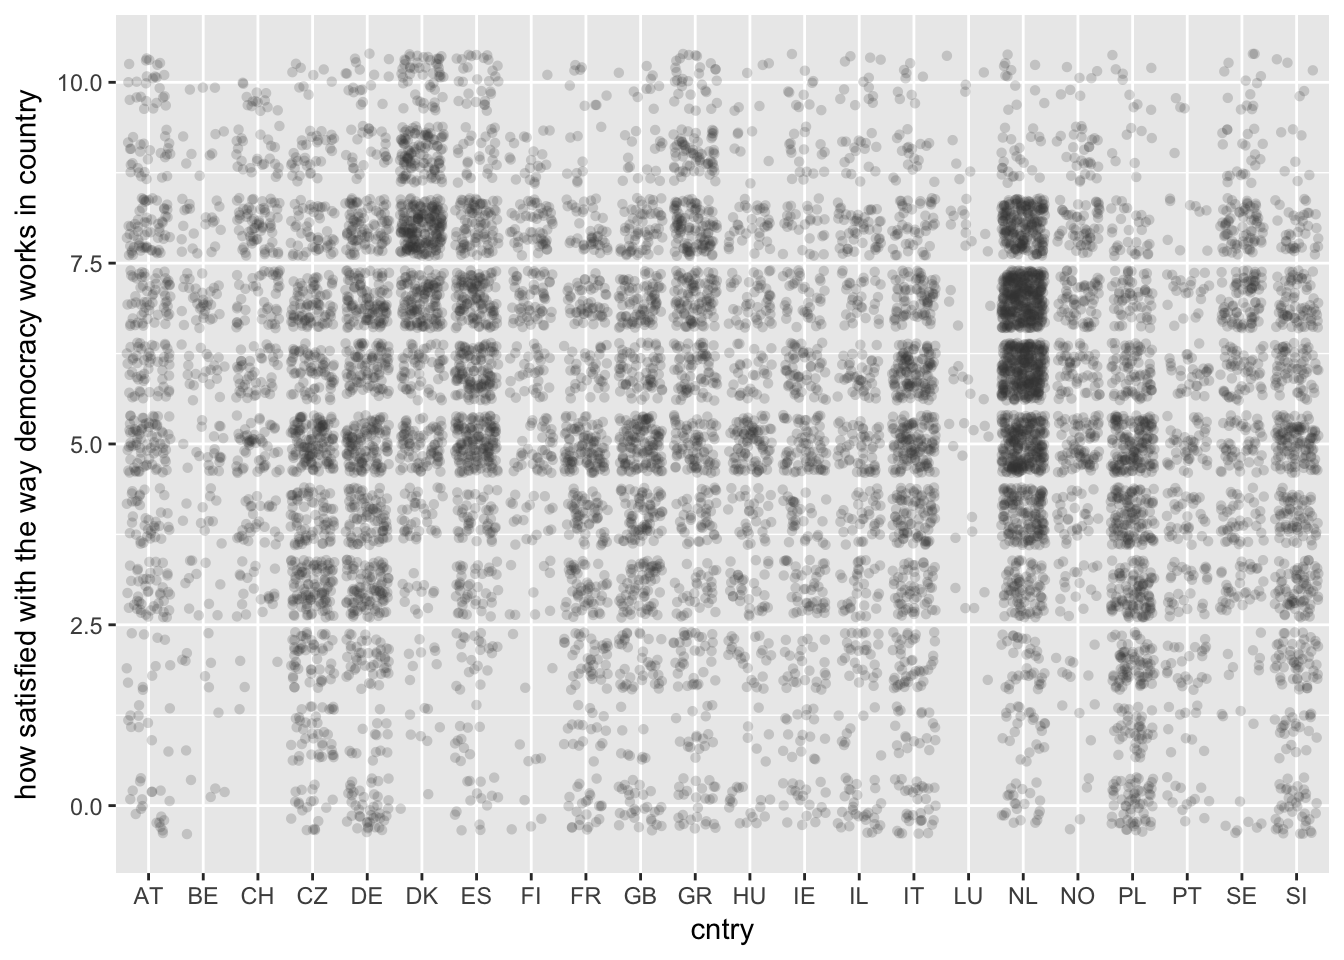 how satisfied with the way democracy works in country
10.0
7.5
5.0
2.5
0.0
AT BE CH CZ DE DK ES FI FR GB GR HU IE IL IT LU NL NO PL PT SE SI
cntry